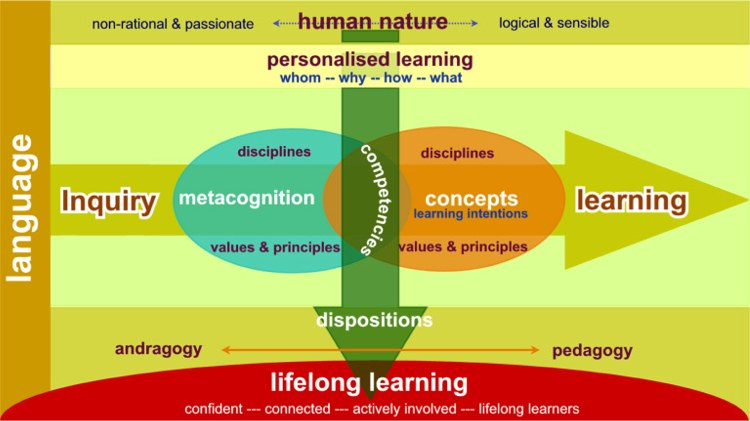 non-rational & passionate human nature logical & sensible
personalised learning
whom -- why -- how -- what
language
disciplines disciplines
Inquiry metacognition competencies concepts learning
learning intentions
values & principles values & principles
dispositions
andragogy pedagogy
lifelong learning
confident --- connected --- actively involved --- lifelong learners